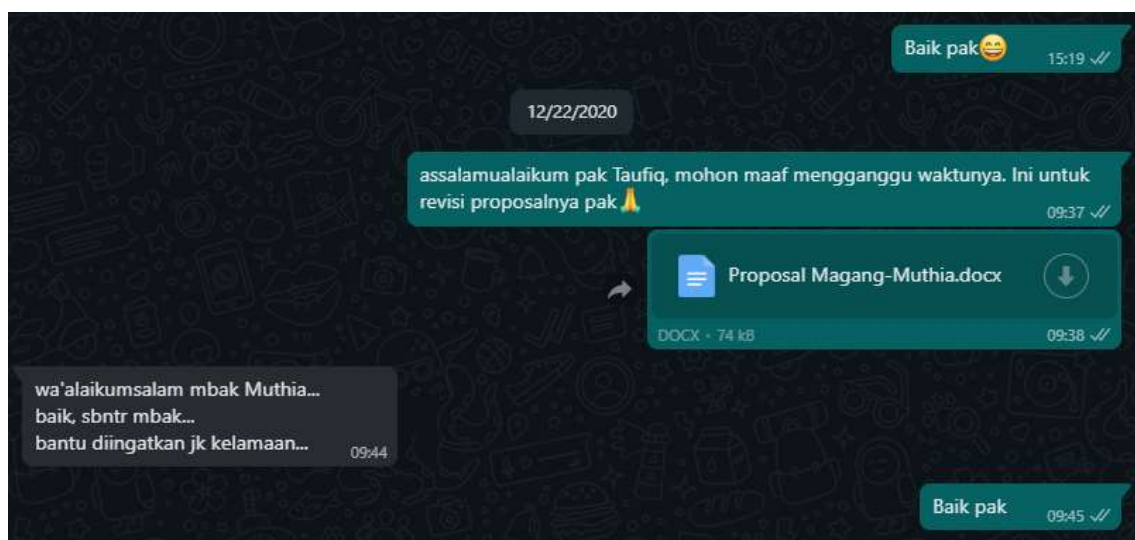 Baik pak😄
15:19
12/22/2020
assalamualaikum pak Taufiq, mohon maaf mengganggu waktunya. Ini untuk
revisi proposalnya pak🙏
09:37
Proposal Magang-Muthia.docx
DOCX • 74 kB
09:38
wa'alaikumsalam mbak Muthia...
baik, sbntr mbak...
bantu diingatkan jk kelamaan...
09:44
Baik pak
09:45